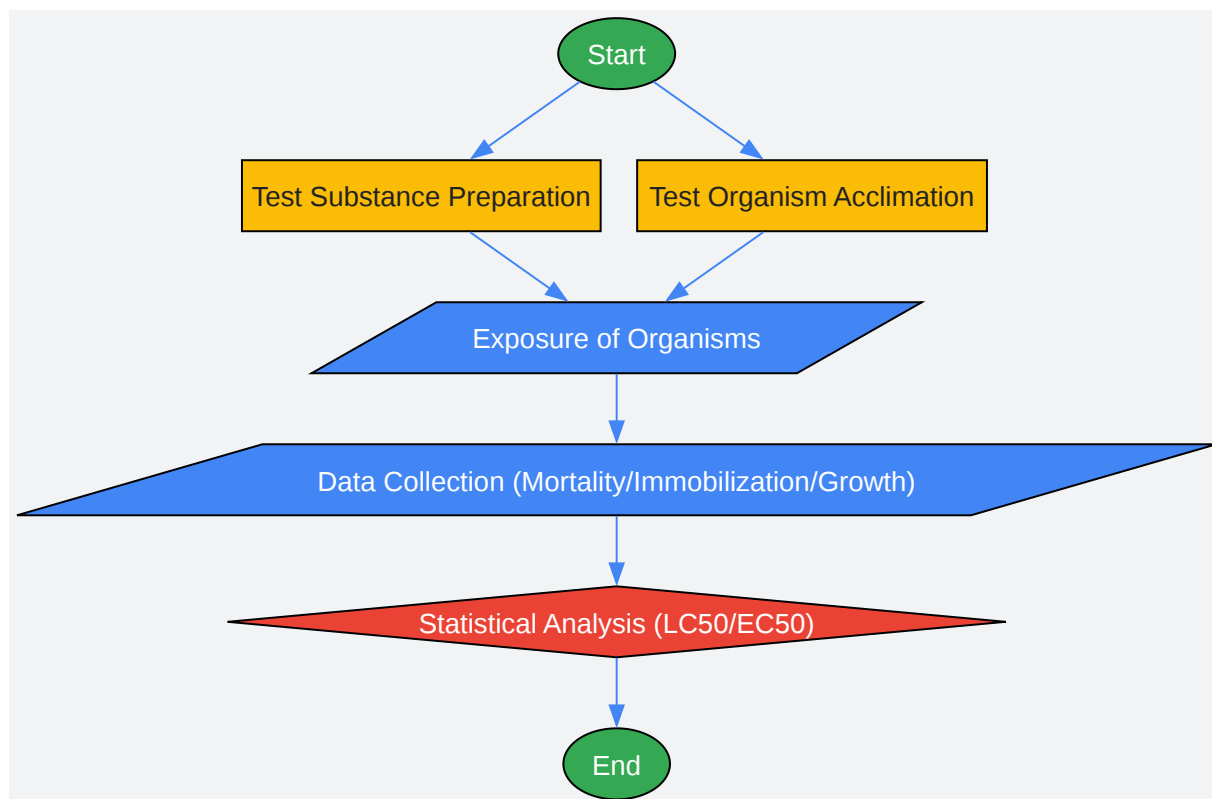 Start
Test Substance Preparation
Test Organism Acclimation
Exposure of Organisms
Data Collection (Mortality/Immobilization/Growth)
Statistical Analysis (LC50/EC50)
End